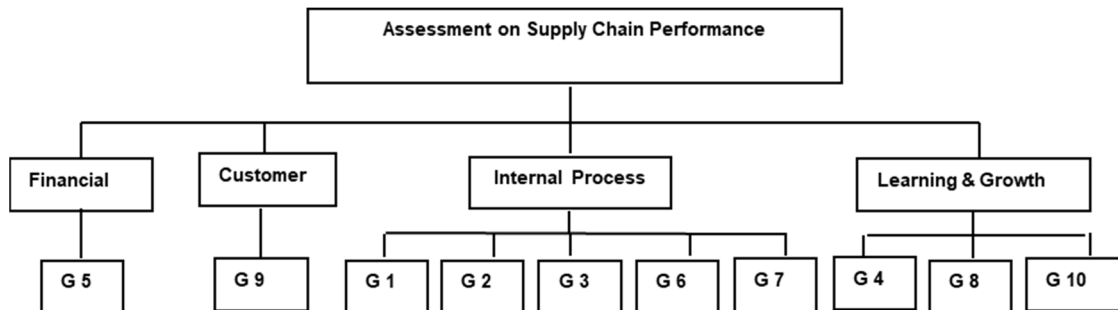 Assessment on Supply Chain Performance
Financial
Customer
Internal Process
Learning & Growth
G 5
G 9
G 1
G 2
G 3
G 6
G 7
G 4
G 8
G 10